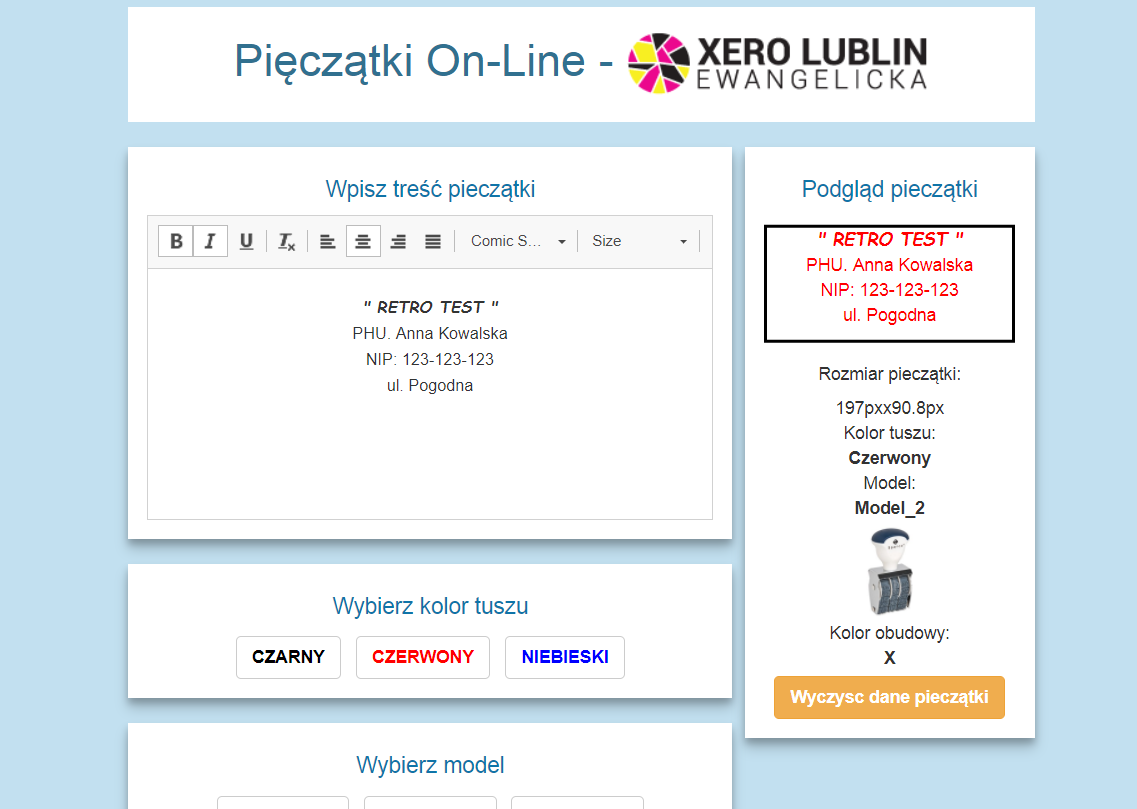 Pięczątki On-Line - XERO LUBLIN
EWANGELICKA
Wpisz treść pieczątki
B I U Tx Comic S... Size
" RETRO TEST "
PHU. Anna Kowalska
NIP: 123-123-123
ul. Pogodna
Wybierz kolor tuszu
CZARNY CZERWONY NIEBIESKI
Wybierz model
Podgląd pieczątki
" RETRO TEST "
PHU. Anna Kowalska
NIP: 123-123-123
ul. Pogodna
Rozmiar pieczątki:
197pxx90.8px
Kolor tuszu:
Czerwony
Model:
Model_2
Kolor obudowy:
X
Wyczysc dane pieczątki